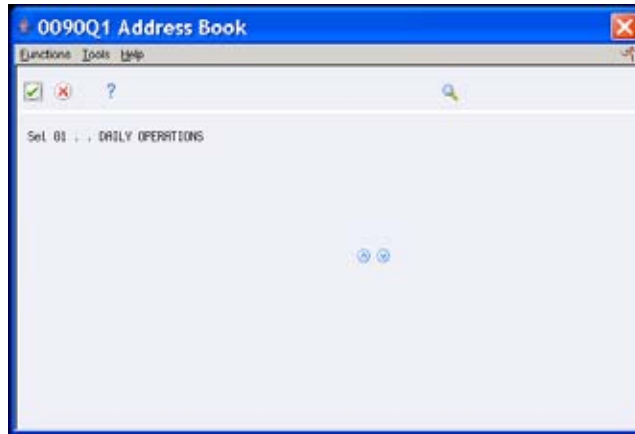 0090Q1 Address Book
Functions Tools Help
?
Sel 01 . . DAILY OPERATIONS